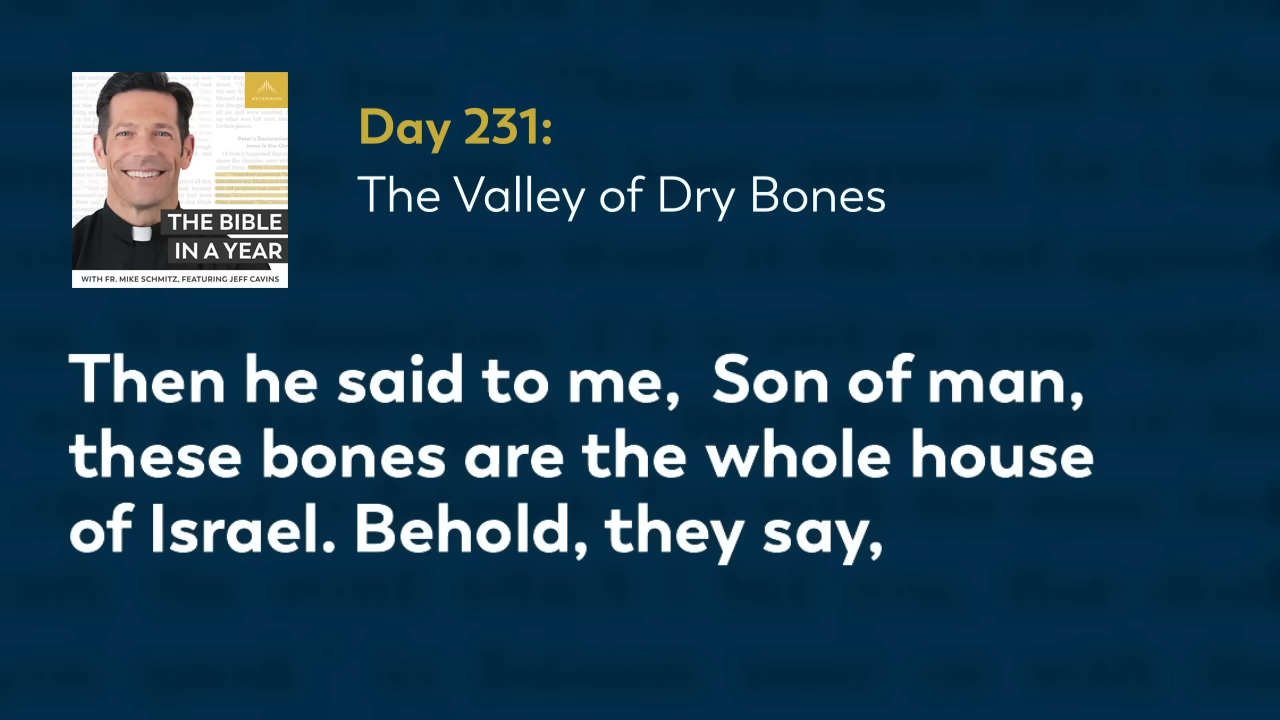 Day 231:
The Valley of Dry Bones
THE BIBLE
IN A YEAR
WITH FR. MIKE SCHMITZ, FEATURING JEFF CAVINS
Then he said to me,  Son of man,
these bones are the whole house
of Israel. Behold, they say,